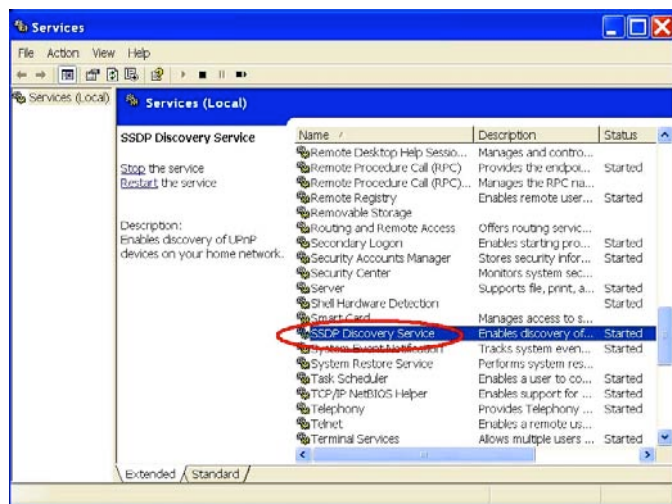 Services
File Action View Help
Services (Local)
Services (Local)
SSDP Discovery Service
Stop the service
Restart the service
Description:
Enables discovery of UPnP
devices on your home network.
Name Description Status
Remote Desktop Help Sessio... Manages and contro...
Remote Procedure Call (RPC) Provides the endpoi... Started
Remote Procedure Call (RPC)... Manages the RPC na...
Remote Registry Enables remote user... Started
Removable Storage
Routing and Remote Access Offers routing servic...
Secondary Logon Enables starting pro... Started
Security Accounts Manager Stores security infor... Started
Security Center Monitors system sec...
Server Supports file, print, a... Started
Shell Hardware Detection Started
Smart Card Manages access to s...
SSDP Discovery Service Enables discovery of... Started
System Event Notification Tracks system even... Started
System Restore Service Performs system res...
Task Scheduler Enables a user to co... Started
TCP/IP NetBIOS Helper Enables support for ... Started
Telephony Provides Telephony ... Started
Telnet Enables a remote us...
Terminal Services Allows multiple users ... Started
Extended Standard